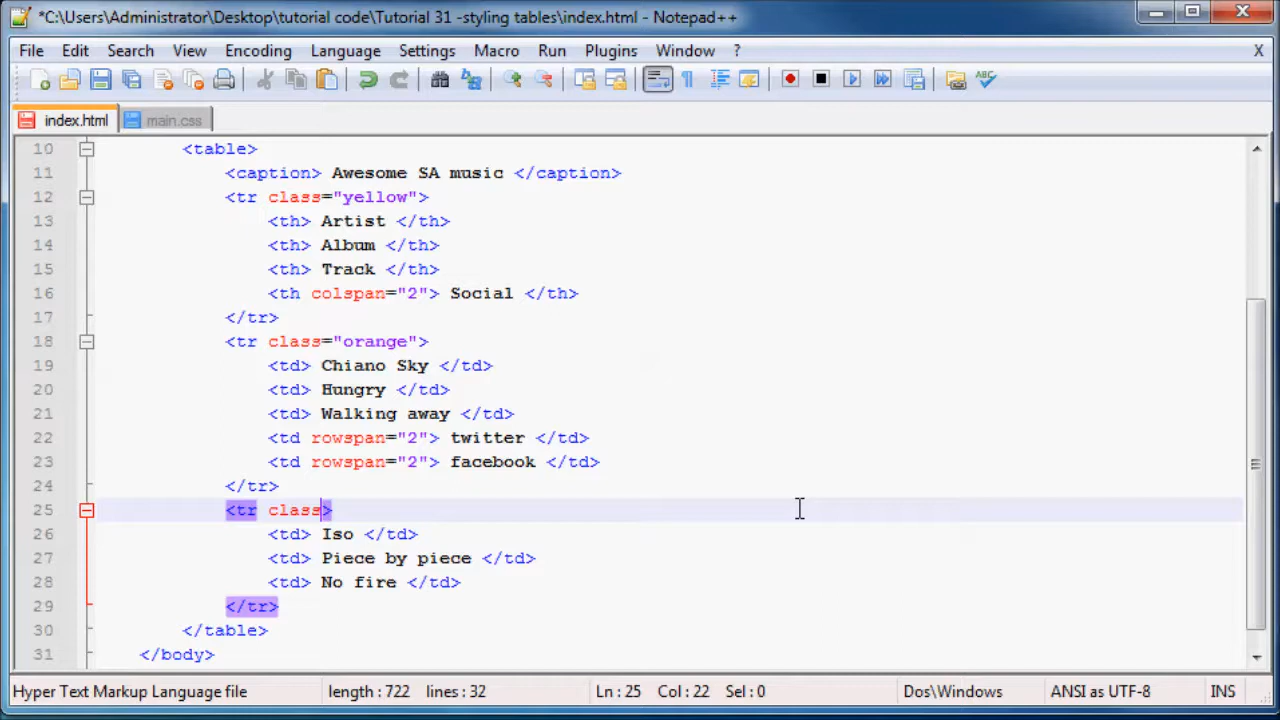 *C:\Users\Administrator\Desktop\tutorial code\Tutorial 31 -styling tables\index.html - Notepad++
File Edit Search View Encoding Language Settings Macro Run Plugins Window ? X
ABC
index.html main.css
10 <table>
11 <caption> Awesome SA music </caption>
12 <tr class="yellow">
13 <th> Artist </th>
14 <th> Album </th>
15 <th> Track </th>
16 <th colspan="2"> Social </th>
17 </tr>
18 <tr class="orange">
19 <td> Chiano Sky </td>
20 <td> Hungry </td>
21 <td> Walking away </td>
22 <td rowspan="2"> twitter </td>
23 <td rowspan="2"> facebook </td>
24 </tr>
25 <tr class>
26 <td> Iso </td>
27 <td> Piece by piece </td>
28 <td> No fire </td>
29 </tr>
30 </table>
31 </body>
Hyper Text Markup Language file length : 722 lines : 32 Ln : 25 Col : 22 Sel : 0 Dos\Windows ANSI as UTF-8 INS